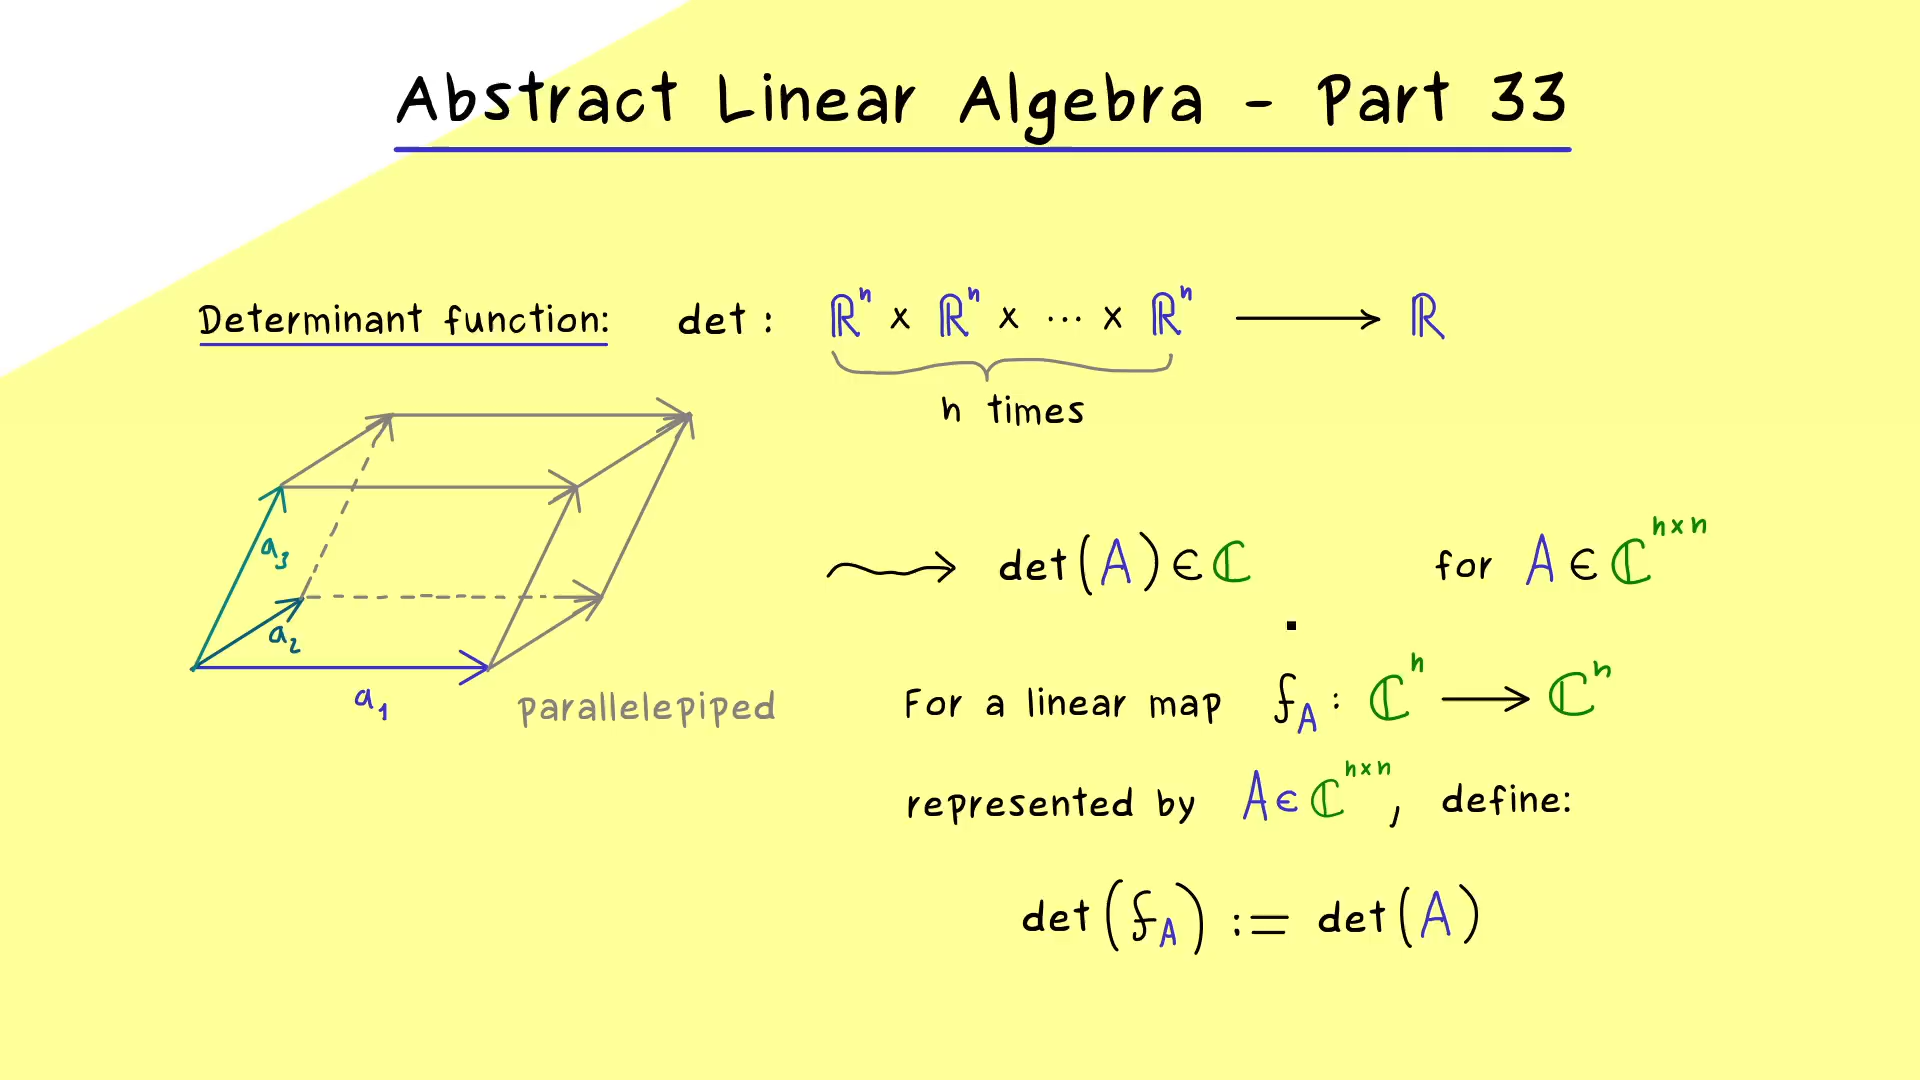 Abstract Linear Algebra - Part 33
Determinant function: det : ℝⁿ × ℝⁿ × ··· × ℝⁿ ⟶ ℝ
n times
a₃
a₂
a₁
parallelepiped
⇝ det(A) ∈ ℂ for A ∈ ℂⁿˣⁿ
For a linear map f_A : ℂⁿ ⟶ ℂⁿ
represented by A ∈ ℂⁿˣⁿ, define:
det(f_A) := det(A)